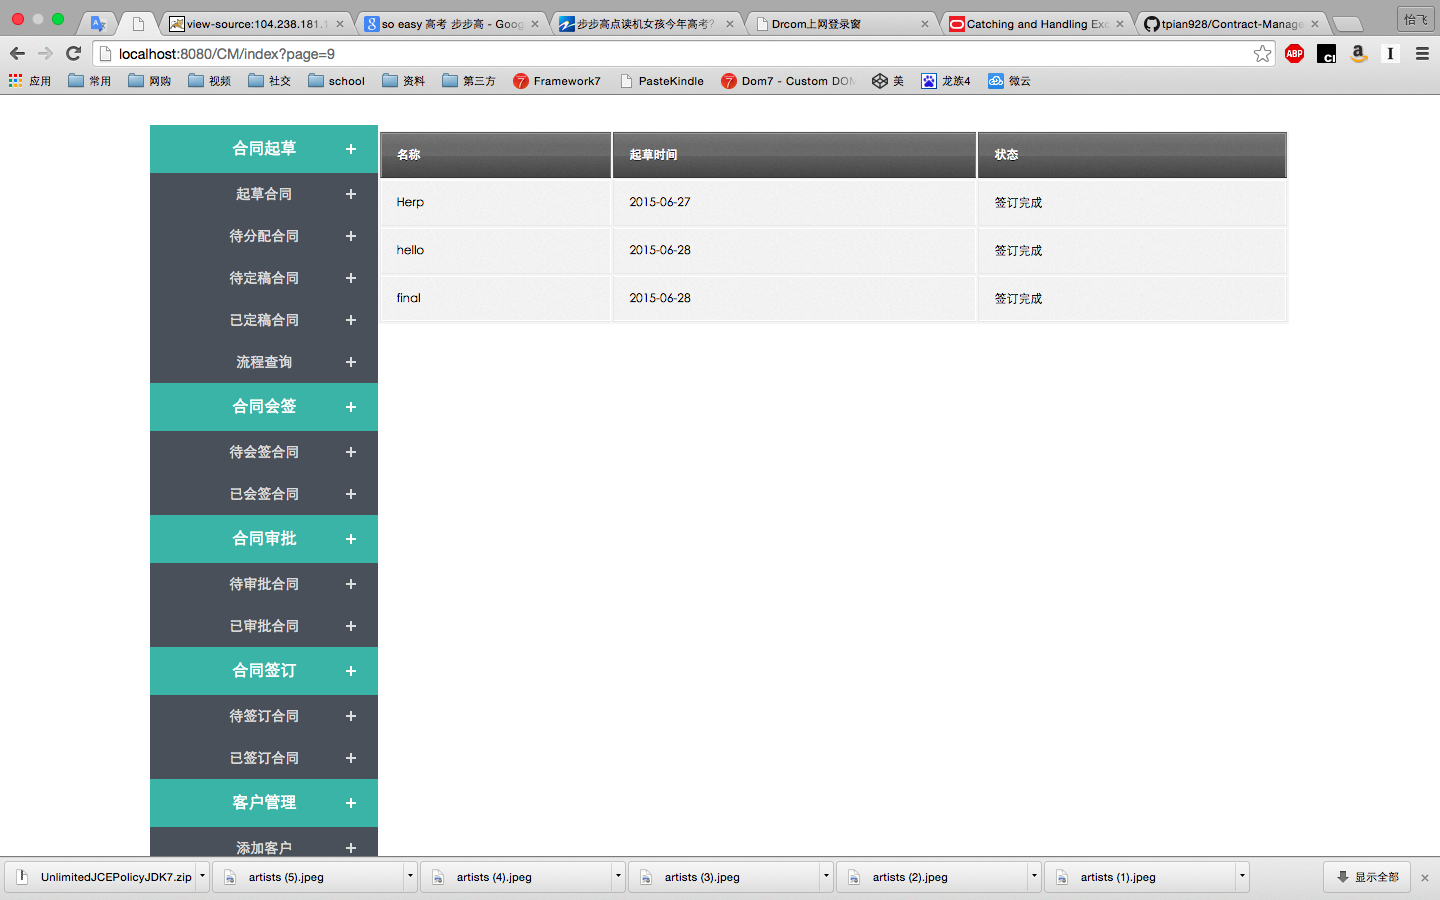 view-source:104.238.181.1
so easy 高考 步步高 - Goog
步步高点读机女孩今年高考?
Drcom上网登录窗
Catching and Handling Exc
tpian928/Contract-Manage
怡飞
localhost:8080/CM/index?page=9
ABP
应用 常用 网购 视频 社交 school 资料 第三方 Framework7 PasteKindle Dom7 - Custom DOM 美 龙族4 微云
合同起草 +
起草合同 +
待分配合同 +
待定稿合同 +
已定稿合同 +
流程查询 +
合同会签 +
待会签合同 +
已会签合同 +
合同审批 +
待审批合同 +
已审批合同 +
合同签订 +
待签订合同 +
已签订合同 +
客户管理 +
添加客户 +
名称 起草时间 状态
Herp 2015-06-27 签订完成
hello 2015-06-28 签订完成
final 2015-06-28 签订完成
UnlimitedJCEPolicyJDK7.zip artists (5).jpeg artists (4).jpeg artists (3).jpeg artists (2).jpeg artists (1).jpeg 显示全部